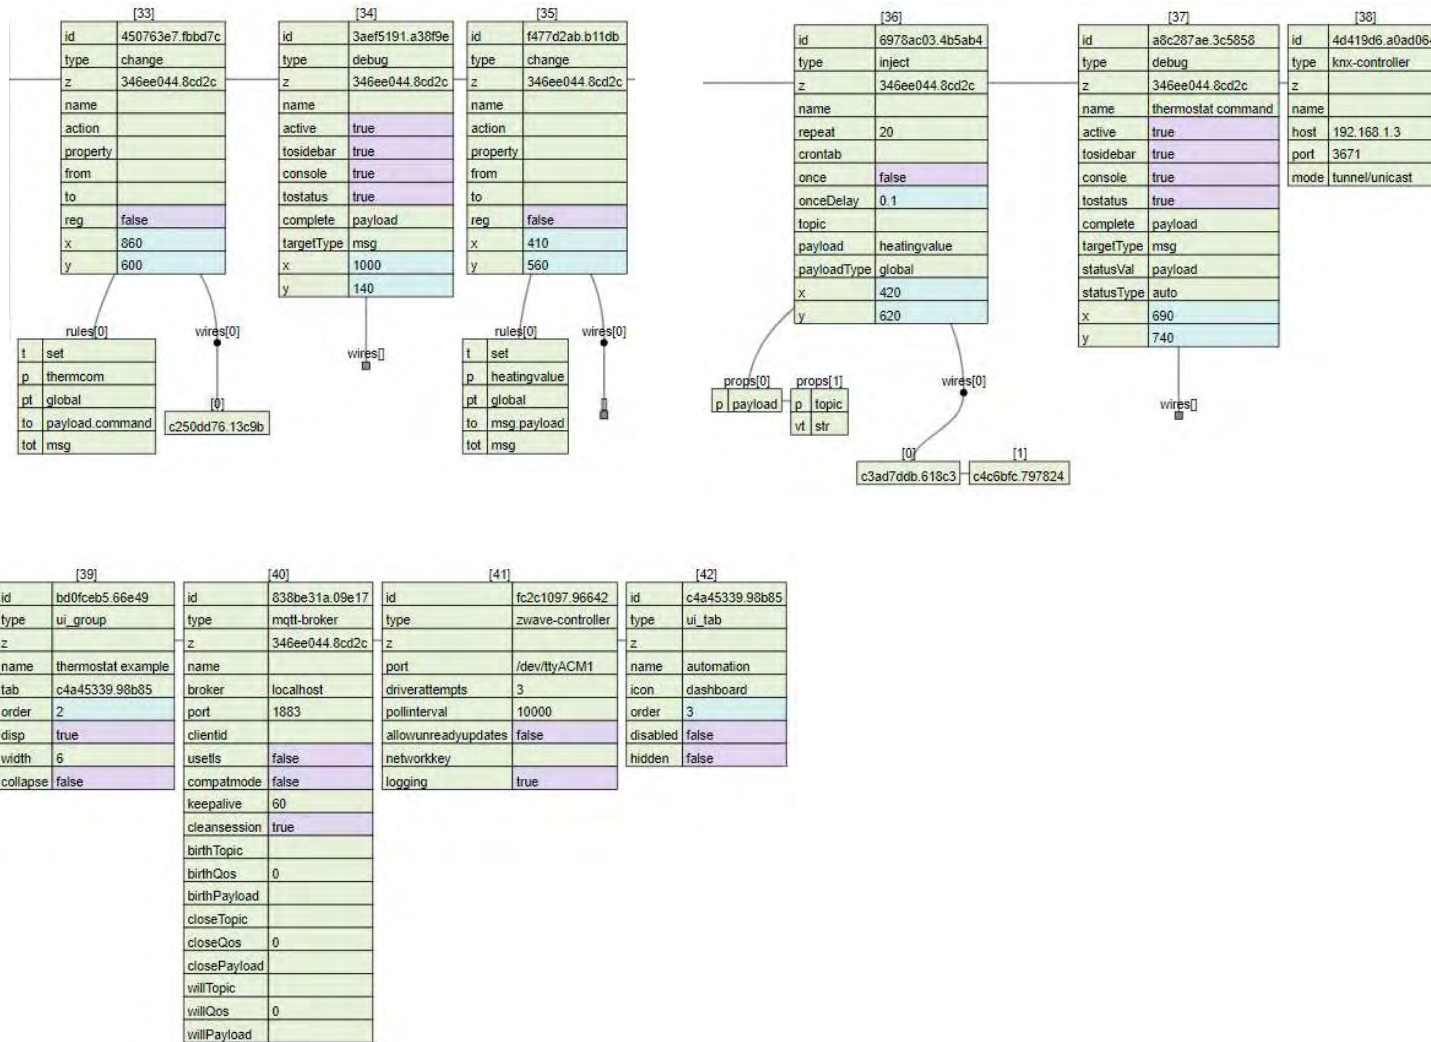 [33]
id 450763e7.fbbd7c
type change
z 346ee044.8cd2c
name
action
property
from
to
reg false
x 860
y 600
rules[0]
t set
p thermcom
pt global
to payload.command
tot msg
wires[0]
[0]
c250dd76.13c9b
[34]
id 3aef5191.a38f9e
type debug
z 346ee044.8cd2c
name
active true
tosidebar true
console true
tostatus true
complete payload
targetType msg
x 1000
y 140
wires[]
[35]
id f477d2ab.b11db
type change
z 346ee044.8cd2c
name
action
property
from
to
reg false
x 410
y 560
rules[0]
t set
p heatingvalue
pt global
to msg.payload
tot msg
wires[0]
[]
[36]
id 6978ac03.4b5ab4
type inject
z 346ee044.8cd2c
name
repeat 20
crontab
once false
onceDelay 0.1
topic
payload heatingvalue
payloadType global
x 420
y 620
props[0]
p payload
props[1]
p topic
vt str
wires[0]
[0]
c3ad7ddb.618c3
[1]
c4c6bfc.797824
[37]
id a8c287ae.3c5858
type debug
z 346ee044.8cd2c
name thermostat command
active true
tosidebar true
console true
tostatus true
complete payload
targetType msg
statusVal payload
statusType auto
x 690
y 740
wires[]
[38]
id 4d419d6.a0ad064
type knx-controller
z
name
host 192.168.1.3
port 3671
mode tunnel/unicast
[39]
id bd0fceb5.66e49
type ui_group
z
name thermostat example
tab c4a45339.98b85
order 2
disp true
width 6
collapse false
[40]
id 838be31a.09e17
type mqtt-broker
z 346ee044.8cd2c
name
broker localhost
port 1883
clientid
usetls false
compatmode false
keepalive 60
cleansession true
birthTopic
birthQos 0
birthPayload
closeTopic
closeQos 0
closePayload
willTopic
willQos 0
willPayload
[41]
id fc2c1097.96642
type zwave-controller
z
port /dev/ttyACM1
driverattempts 3
pollinterval 10000
allowunreadyupdates false
networkkey
logging true
[42]
id c4a45339.98b85
type ui_tab
z
name automation
icon dashboard
order 3
disabled false
hidden false